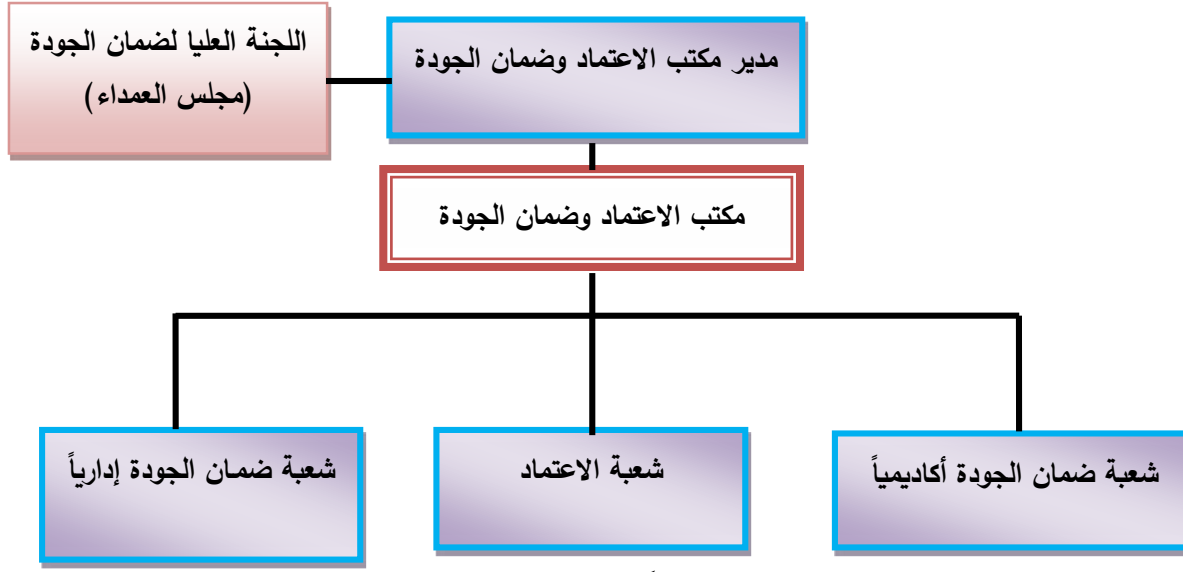 اللجنة العليا لضمان الجودة
(مجلس العمداء)
مدير مكتب الاعتماد وضمان الجودة
مكتب الاعتماد وضمان الجودة
شعبة ضمان الجودة أكاديمياً
شعبة الاعتماد
شعبة ضمان الجودة إدارياً